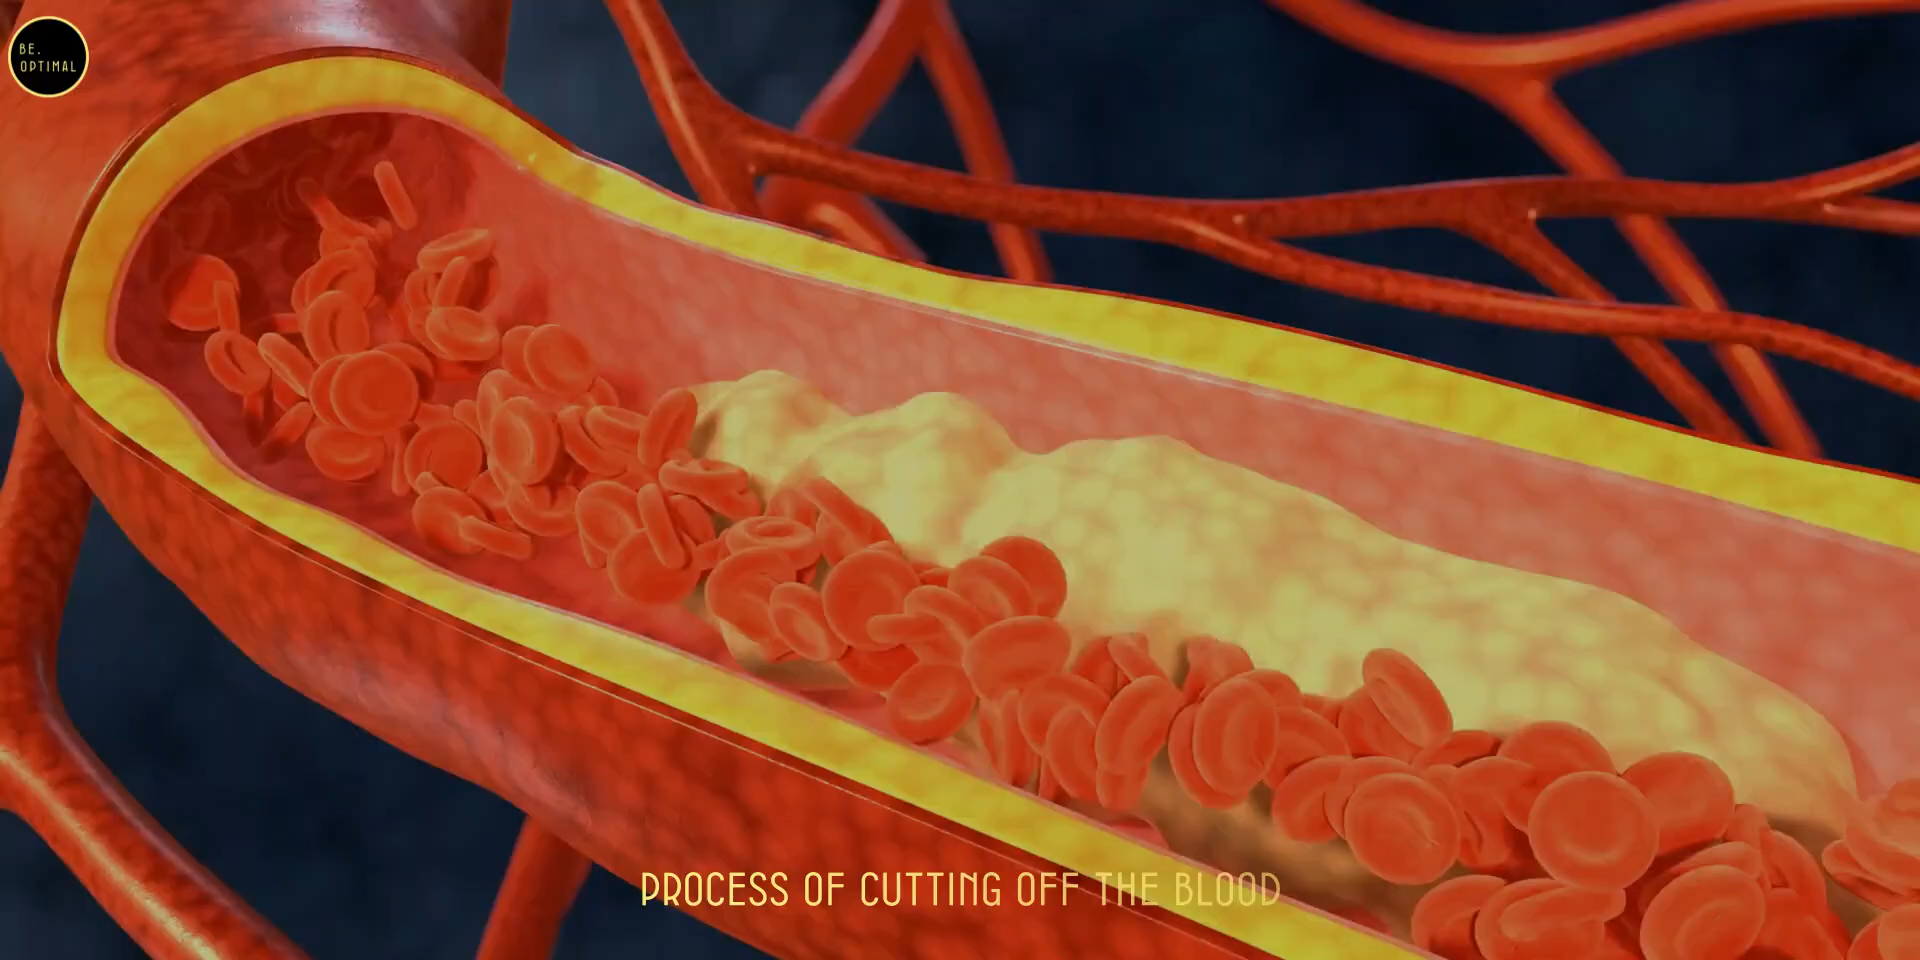 BE.
OPTIMAL
PROCESS OF CUTTING OFF THE BLOOD